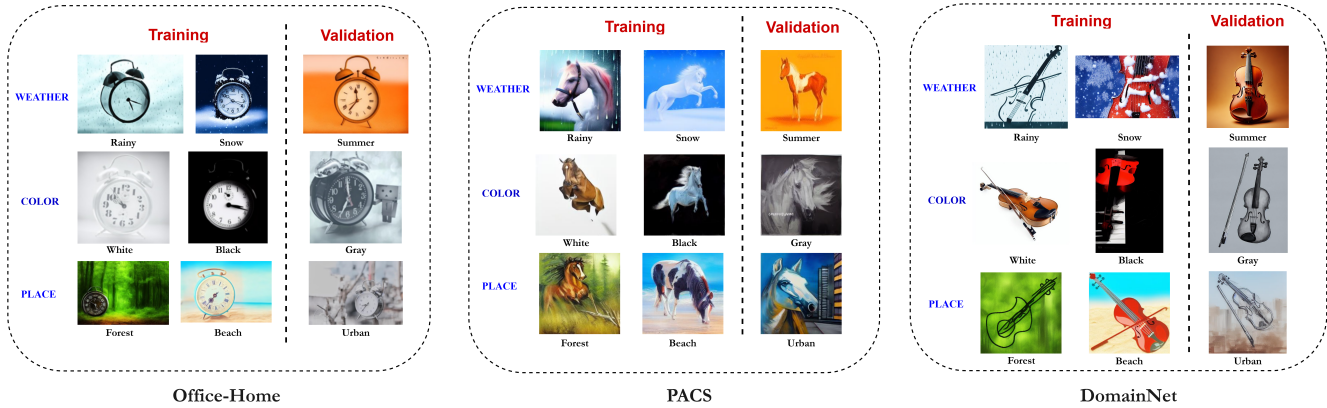 Training Validation
WEATHER
Rainy Snow Summer
COLOR
White Black Gray
PLACE
Forest Beach Urban
Office-Home
Training Validation
WEATHER
Rainy Snow Summer
COLOR
White Black Gray
PLACE
Forest Beach Urban
PACS
Training Validation
WEATHER
Rainy Snow Summer
COLOR
White Black Gray
PLACE
Forest Beach Urban
DomainNet